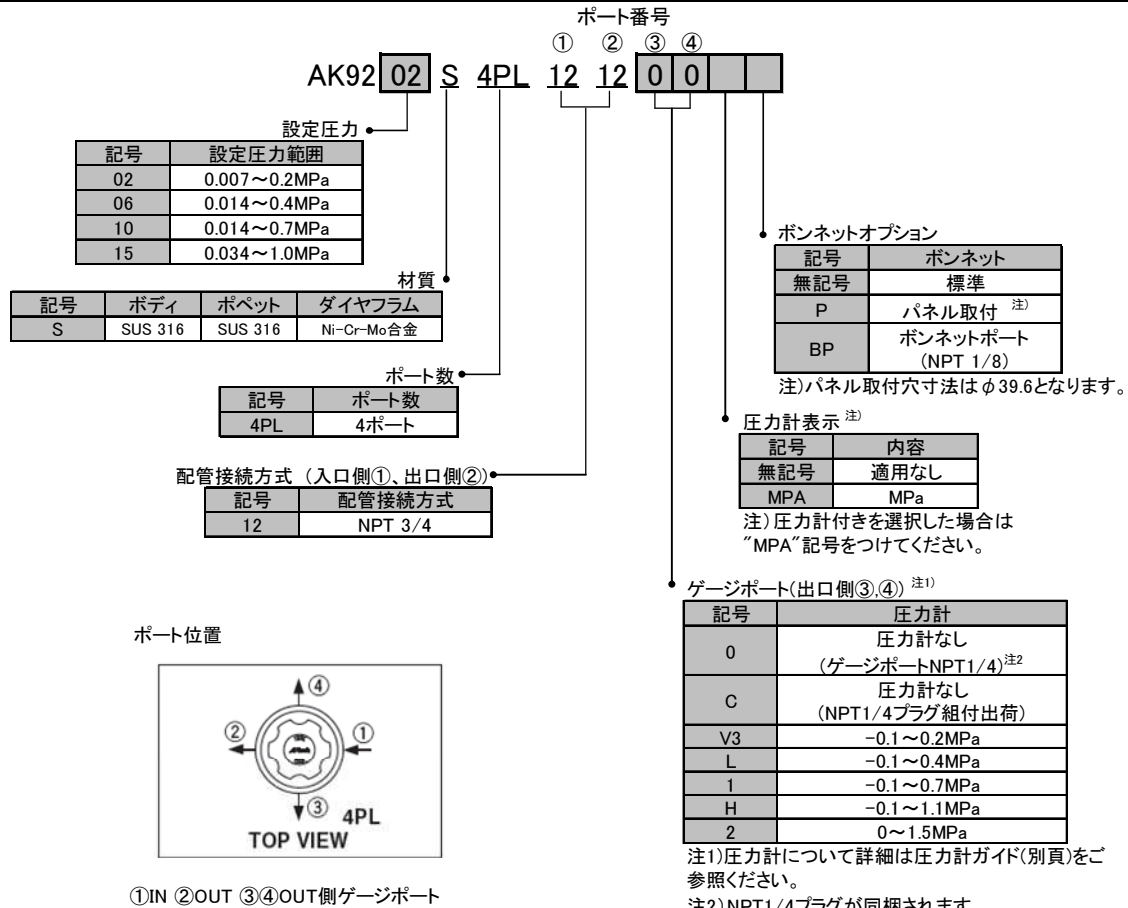 ポート番号
① ② ③ ④
AK92 02 S 4PL 12 12 0 0
設定圧力
記号 設定圧力範囲
02 0.007～0.2MPa
06 0.014～0.4MPa
10 0.014～0.7MPa
15 0.034～1.0MPa
材質
記号 ボディ ポペット ダイヤフラム
S SUS 316 SUS 316 Ni-Cr-Mo合金
ポート数
記号 ポート数
4PL 4ポート
配管接続方式 （入口側①、出口側②）
記号 配管接続方式
12 NPT 3/4
ボンネットオプション
記号 ボンネット
無記号 標準
P パネル取付 注）
BP ボンネットポート
(NPT 1/8)
注）パネル取付穴寸法はφ39.6となります。
圧力計表示 注）
記号 内容
無記号 適用なし
MPA MPa
注）圧力計付きを選択した場合は
"MPA"記号をつけてください。
ゲージポート(出口側③,④) 注1)
記号 圧力計
0 圧力計なし
(ゲージポートNPT1/4)注2
C 圧力計なし
(NPT1/4プラグ組付出荷)
V3 -0.1～0.2MPa
L -0.1～0.4MPa
1 -0.1～0.7MPa
H -0.1～1.1MPa
2 0～1.5MPa
注1)圧力計について詳細は圧力計ガイド(別頁)をご
参照ください。
注2)NPT1/4プラグが同梱されます
ポート位置
④
② ①
③ 4PL
TOP VIEW
①IN ②OUT ③④OUT側ゲージポート